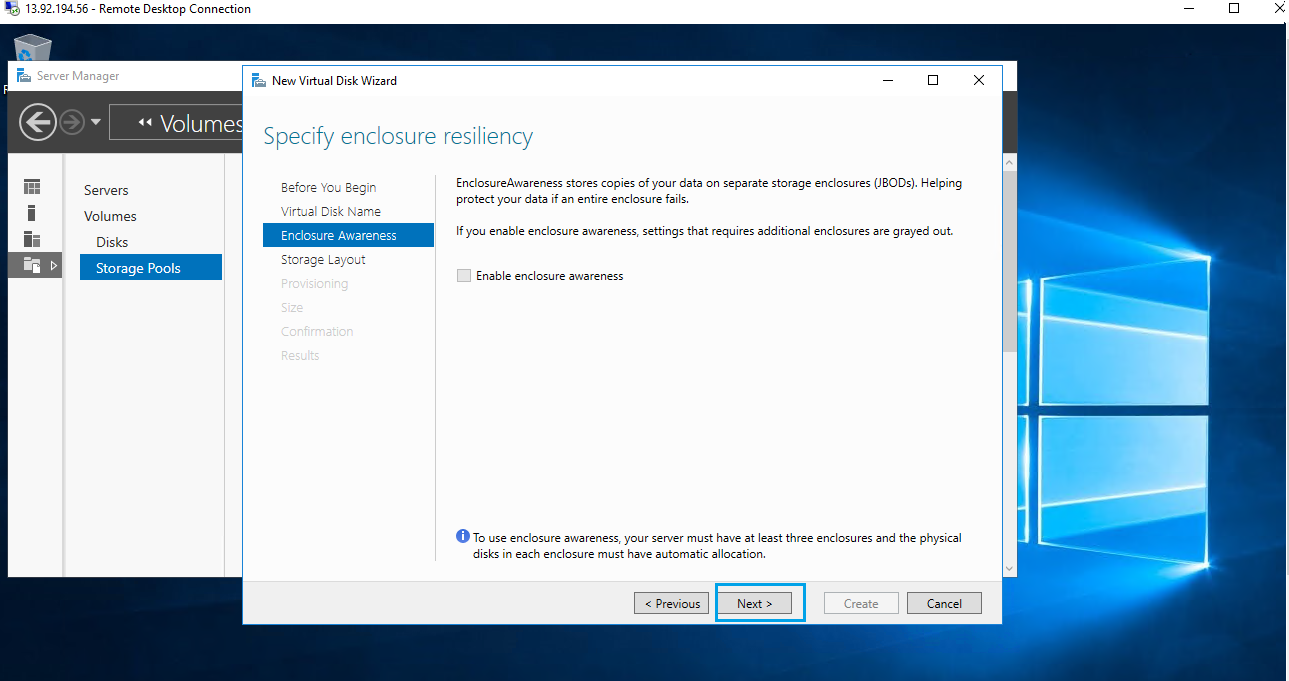 13.92.194.56 - Remote Desktop Connection
Server Manager
New Virtual Disk Wizard
Volumes
Specify enclosure resiliency
Servers
Volumes
Disks
Storage Pools
Before You Begin
Virtual Disk Name
Enclosure Awareness
Storage Layout
Provisioning
Size
Confirmation
Results
EnclosureAwareness stores copies of your data on separate storage enclosures (JBODs). Helping
protect your data if an entire enclosure fails.
If you enable enclosure awareness, settings that requires additional enclosures are grayed out.
Enable enclosure awareness
To use enclosure awareness, your server must have at least three enclosures and the physical
disks in each enclosure must have automatic allocation.
< Previous
Next >
Create
Cancel